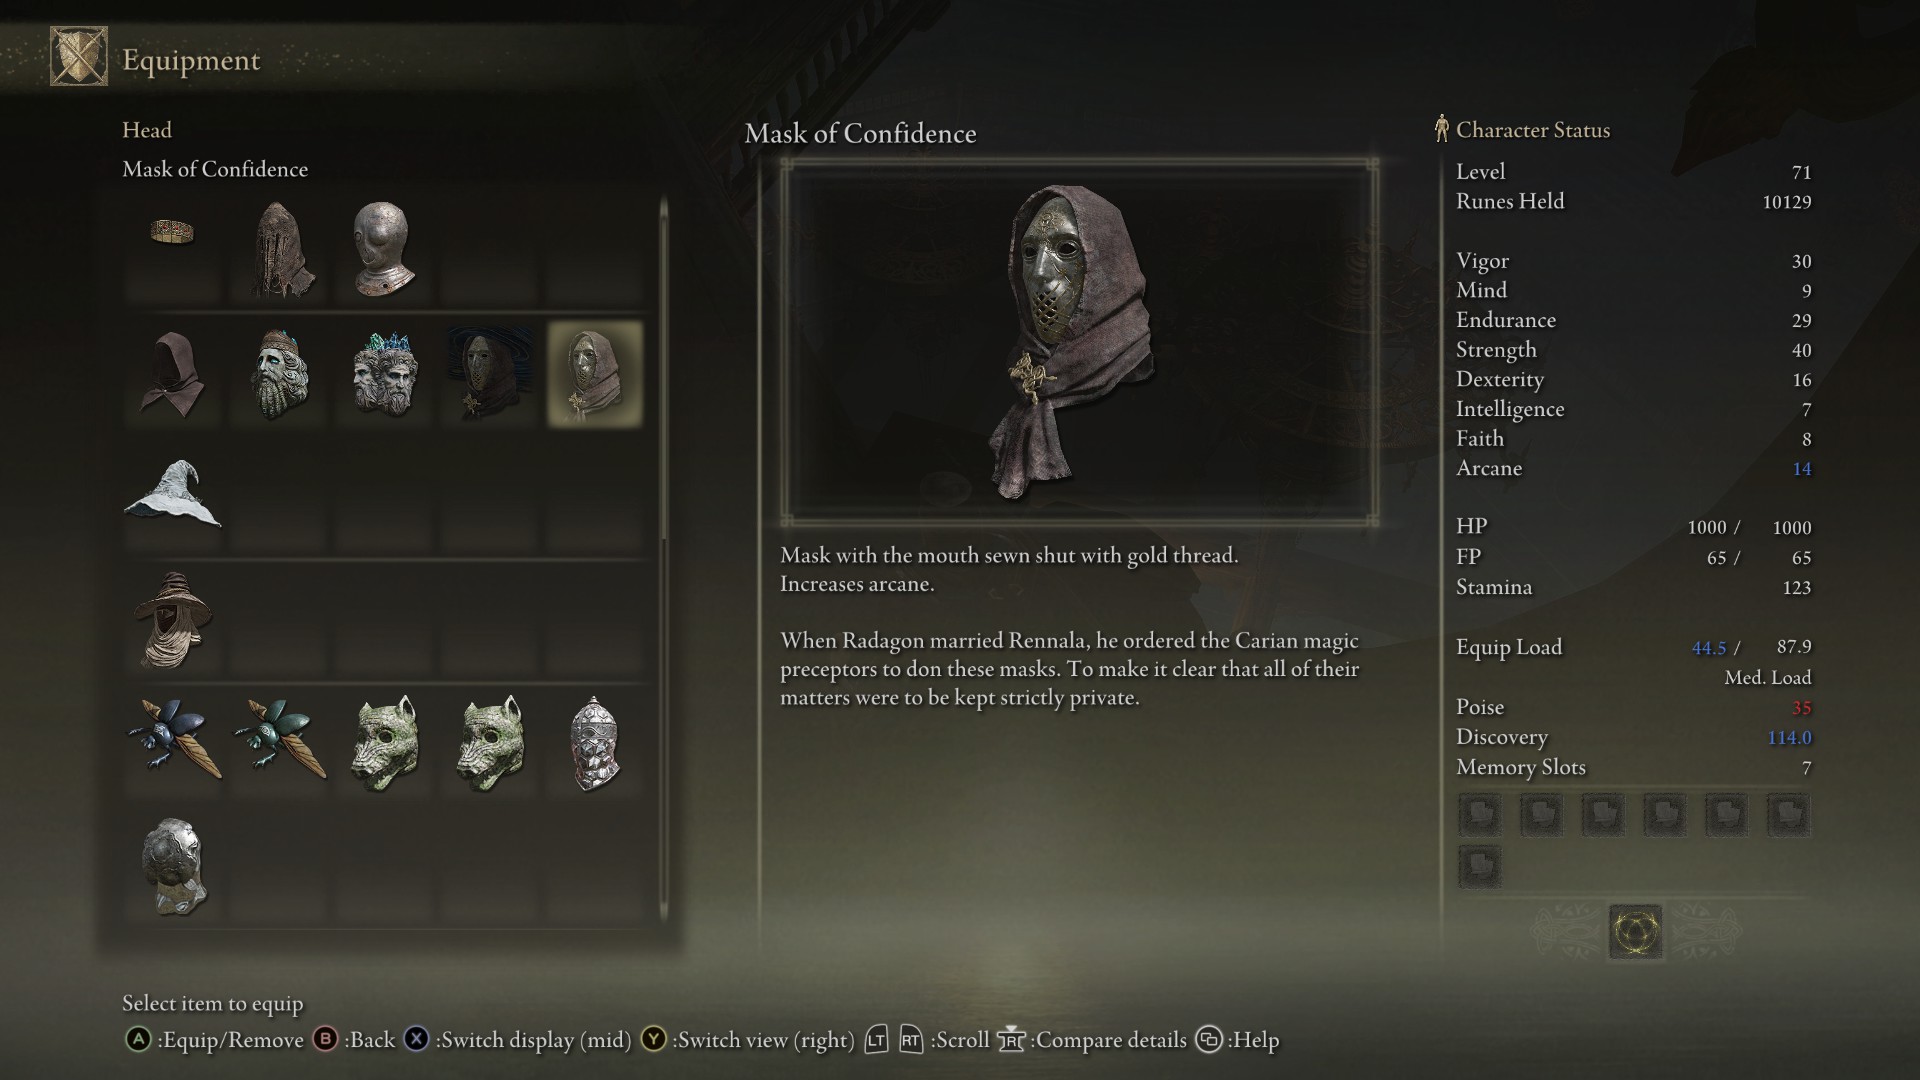 Equipment
Head
Mask of Confidence
Mask of Confidence
Mask with the mouth sewn shut with gold thread.
Increases arcane.
When Radagon married Rennala, he ordered the Carian magic
preceptors to don these masks. To make it clear that all of their
matters were to be kept strictly private.
Character Status
Level 71
Runes Held 10129
Vigor 30
Mind 9
Endurance 29
Strength 40
Dexterity 16
Intelligence 7
Faith 8
Arcane 14
HP 1000 / 1000
FP 65 / 65
Stamina 123
Equip Load 44.5 / 87.9
Med. Load
Poise 35
Discovery 114.0
Memory Slots 7
Select item to equip
A :Equip/Remove B :Back X :Switch display (mid) Y :Switch view (right) LT RT :Scroll R :Compare details :Help